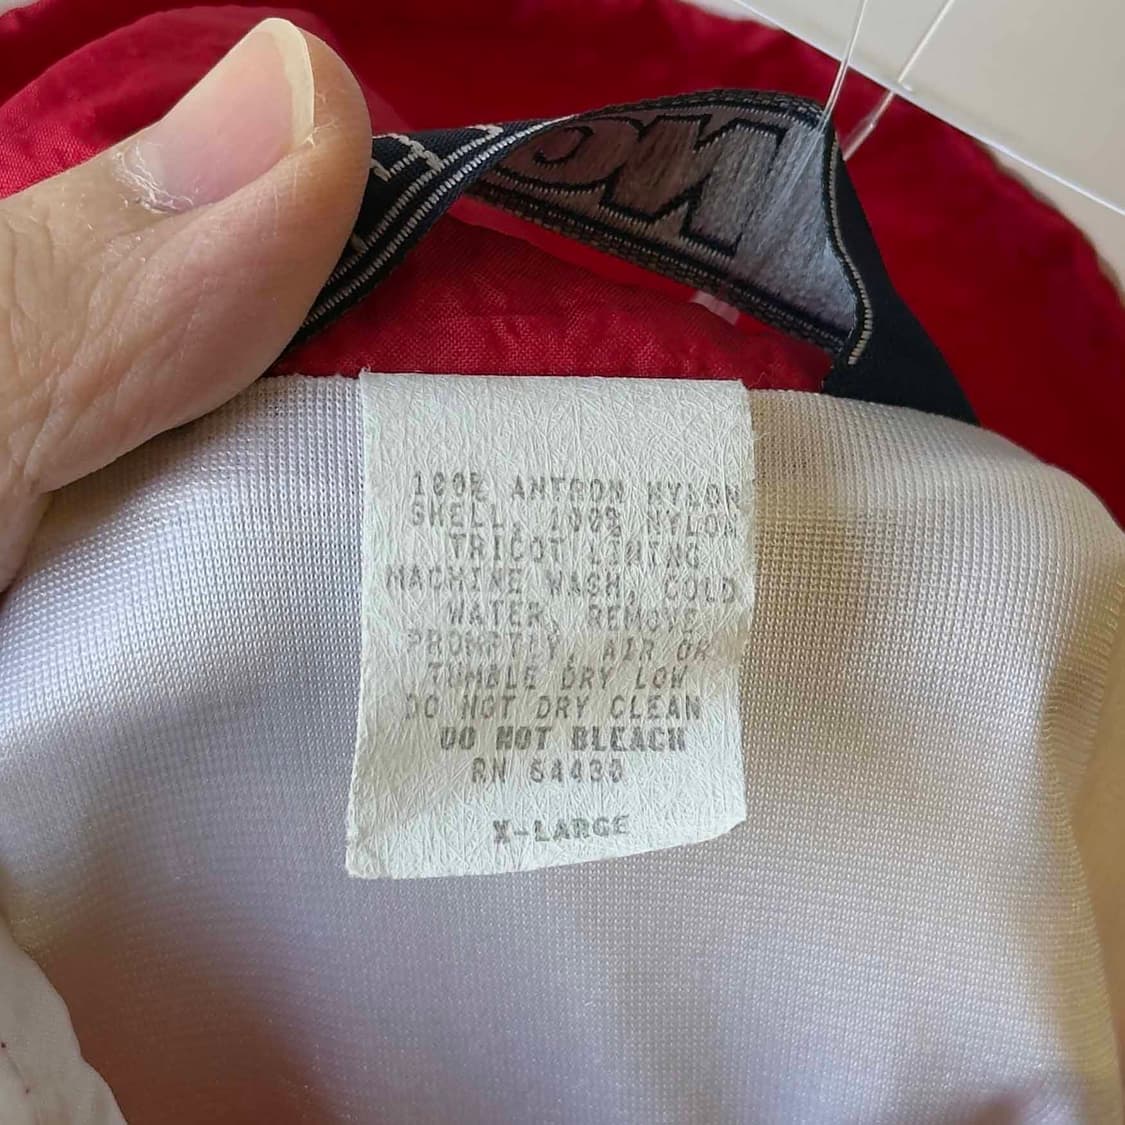 100% ANTRON NYLON
SHELL, 100% NYLON
TRICOT LINING
MACHINE WASH, COLD
WATER, REMOVE
PROMPTLY, AIR OR
TUMBLE DRY LOW
DO NOT DRY CLEAN
DO NOT BLEACH
RN 64430
X-LARGE